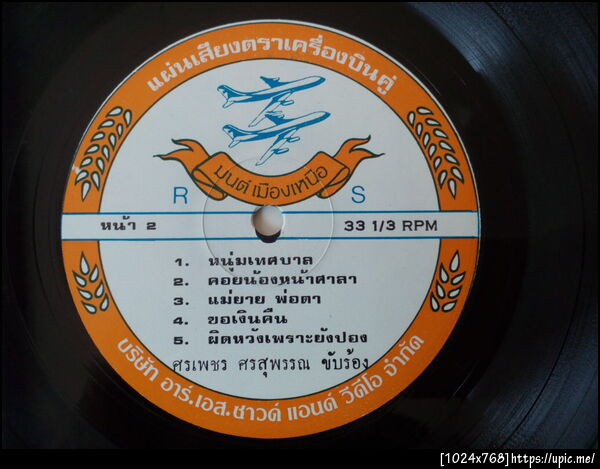 แผ่นเสียงตราเครื่องบินคู่
มนต์เมืองเหนือ
R S
หน้า 2 33 1/3 RPM
1. หนุ่มเทศบาล
2. คอยน้องหน้าศาลา
3. แม่ยาย พ่อตา
4. ขอเงินคืน
5. ผิดหวังเพราะยังปอง
ศรเพชร ศรสุพรรณ ขับร้อง
บริษัท อาร์.เอส.ซาวด์ แอนด์ วีดีโอ จำกัด
[1024x768]https://upic.me/